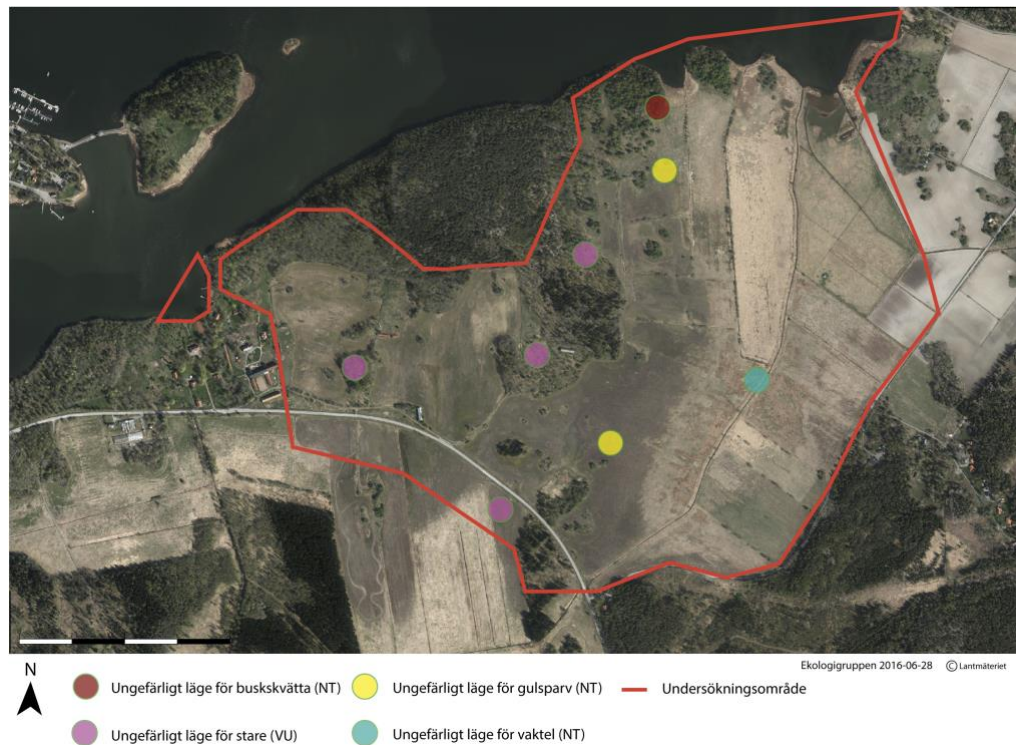 Ekologigruppen 2016-06-28 © Lantmäteriet
N
Ungefärligt läge för buskskvätta (NT)
Ungefärligt läge för gulsparv (NT)
Undersökningsområde
Ungefärligt läge för stare (VU)
Ungefärligt läge för vaktel (NT)